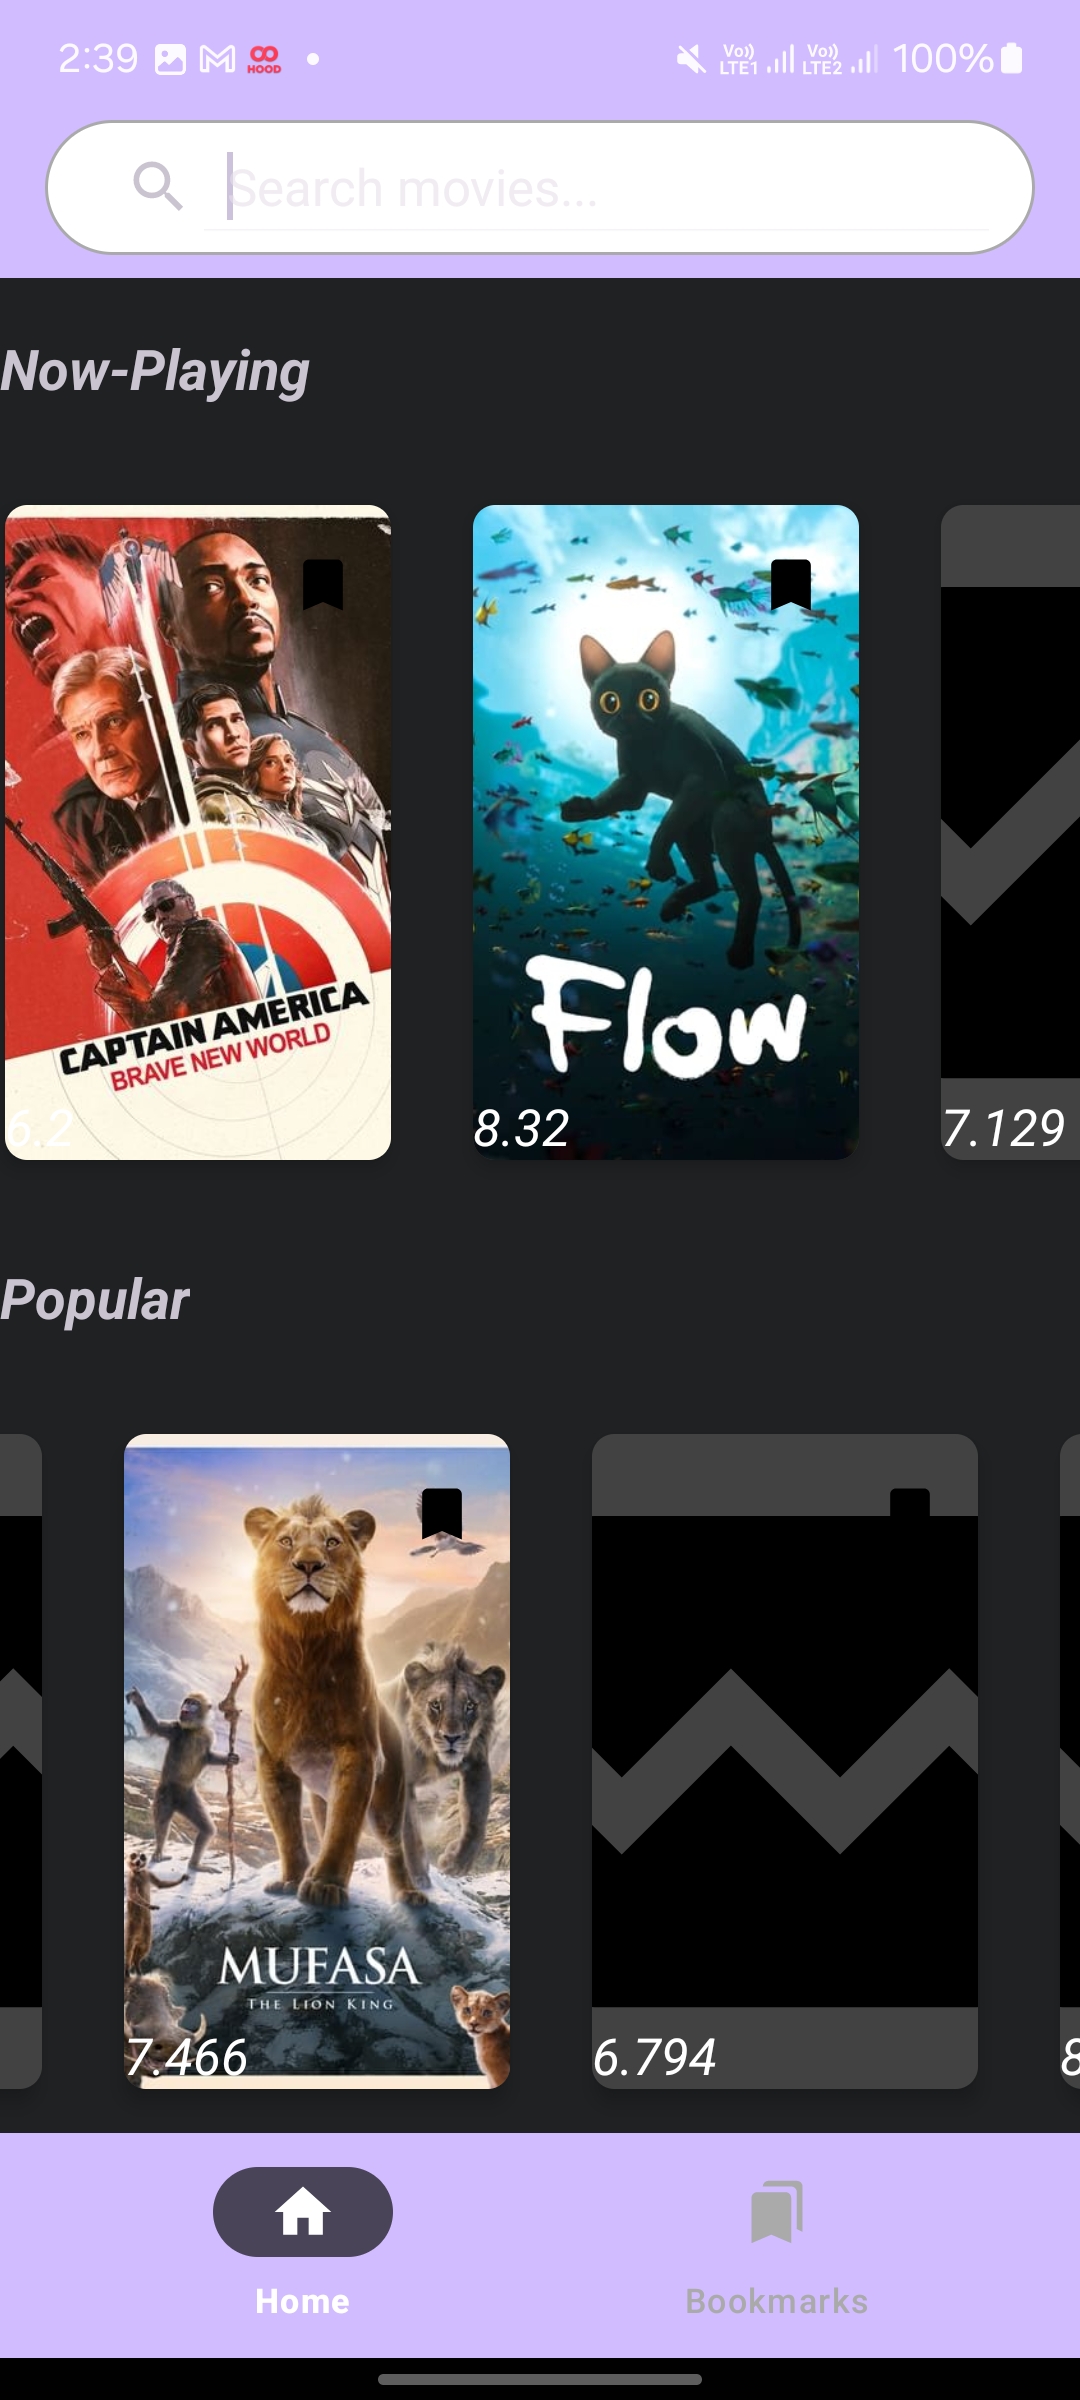 2:39
HOOD
Vo)) LTE1
Vo)) LTE2
100%
Search movies...
Now-Playing
CAPTAIN AMERICA
BRAVE NEW WORLD
6.2
Flow
8.32
7.129
Popular
MUFASA
THE LION KING
7.466
6.794
8
Home
Bookmarks